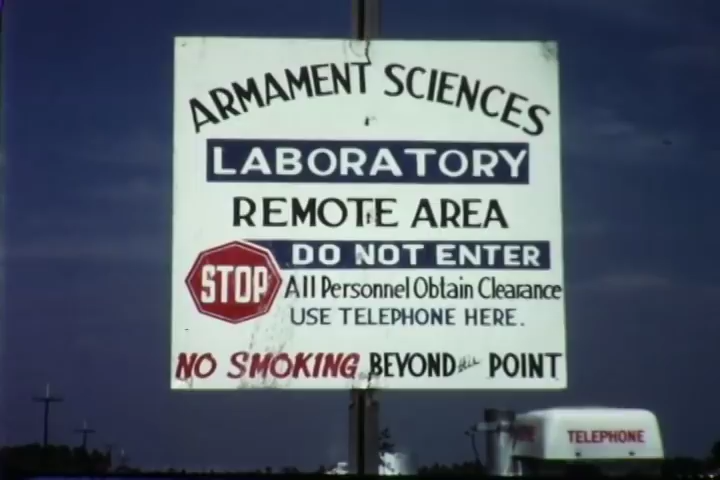 ARMAMENT SCIENCES
LABORATORY
REMOTE AREA
DO NOT ENTER
STOP
All Personnel Obtain Clearance
USE TELEPHONE HERE.
NO SMOKING BEYOND this POINT
TELEPHONE